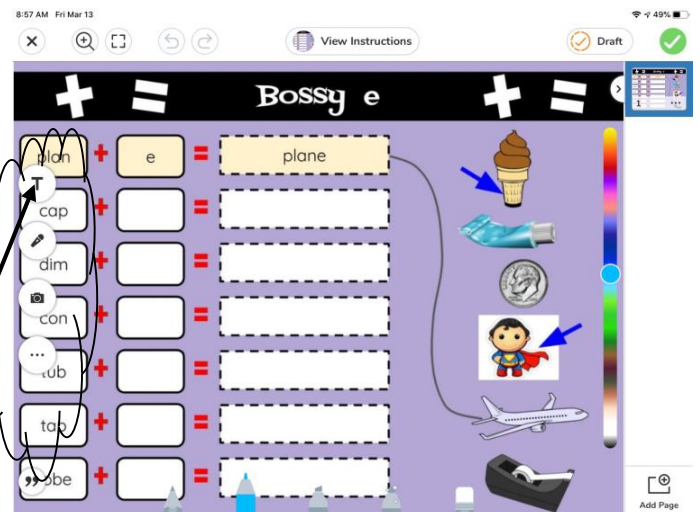 8:57 AM Fri Mar 13 49%
View Instructions
Draft
+ = Bossy e + =
plan + e = plane
cap + =
dim + =
con + =
tub + =
tap + =
+ =
1
Add Page